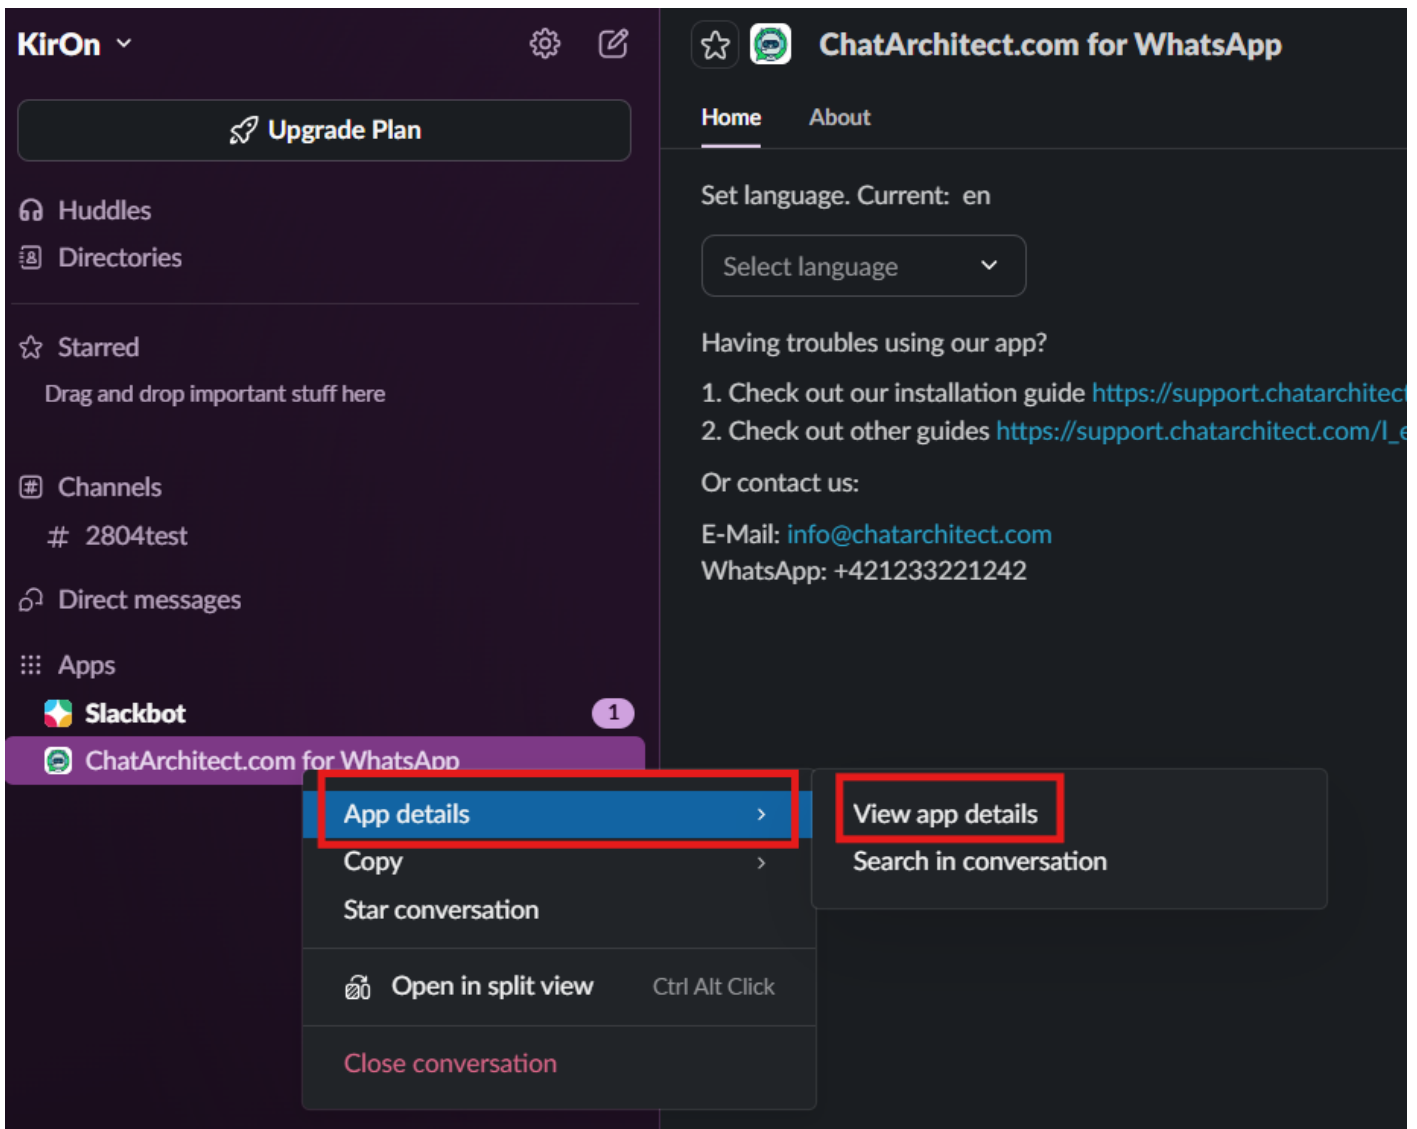 KirOn
Upgrade Plan
Huddles
Directories
Starred
Drag and drop important stuff here
Channels
# 2804test
Direct messages
Apps
Slackbot 1
ChatArchitect.com for WhatsApp
ChatArchitect.com for WhatsApp
Home About
Set language. Current: en
Select language
Having troubles using our app?
1. Check out our installation guide https://support.chatarchitect
2. Check out other guides https://support.chatarchitect.com/l_e
Or contact us:
E-Mail: info@chatarchitect.com
WhatsApp: +421233221242
App details
Copy
Star conversation
Open in split view Ctrl Alt Click
Close conversation
View app details
Search in conversation